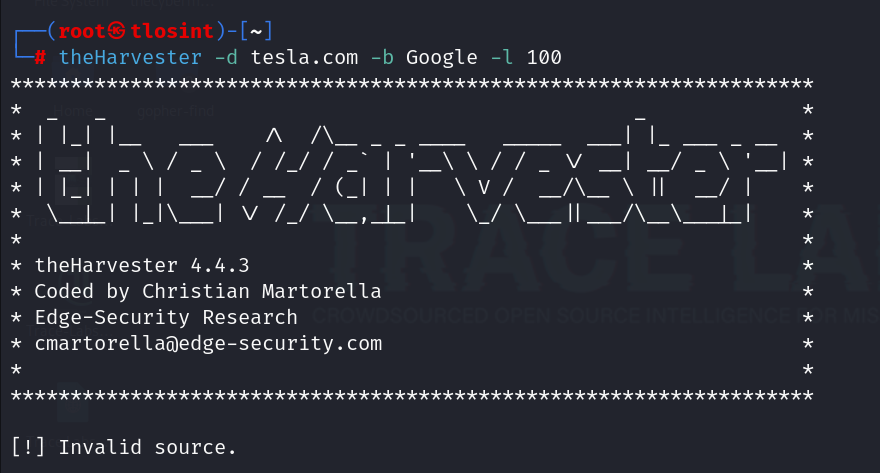 ┌──(root㉿tlosint)-[~]
└─# theHarvester -d tesla.com -b Google -l 100
*******************************************************************
*  _   _                                            _             *
* | |_| |__   ___    /\  /\__ _ _ ____   _____  ___| |_ ___ _ __  *
* | __|  _ \ / _ \  / /_/ / _` | '__\ \ / / _ \/ __| __/ _ \ '__| *
* | |_| | | |  __/ / __  / (_| | |   \ V /  __/\__ \ ||  __/ |    *
*  \__|_| |_|\___| \/ /_/ \__,_|_|    \_/ \___||___/\__\___|_|    *
*                                                                 *
* theHarvester 4.4.3                                              *
* Coded by Christian Martorella                                   *
* Edge-Security Research                                          *
* cmartorella@edge-security.com                                   *
*                                                                 *
*******************************************************************
[!] Invalid source.
TRACE LA
CROWDSOURCED OPEN SOURCE INTELLIGENCE FOR MIS